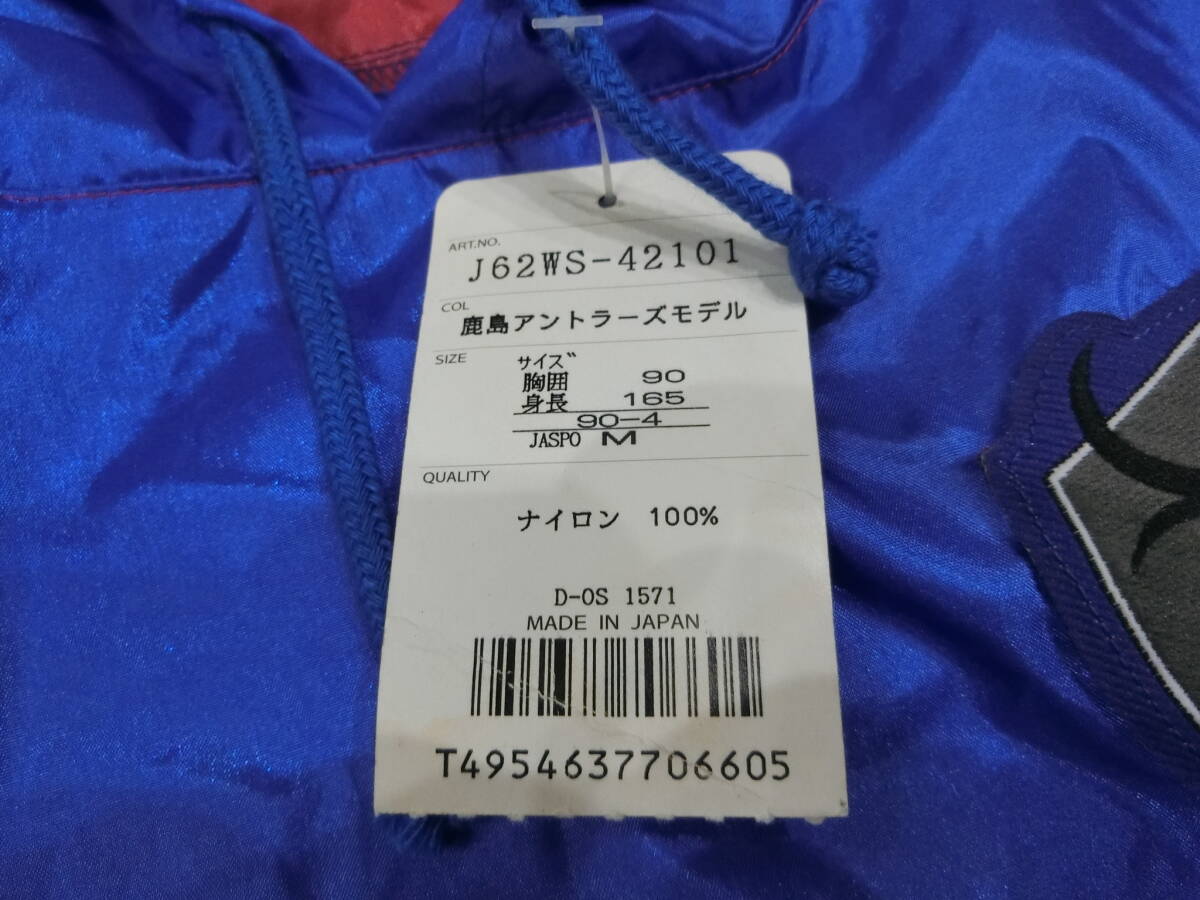 ART.NO.
J62WS-42101
COL
鹿島アントラーズモデル
SIZE
サイズ
胸囲 90
身長 165
90-4
JASPO M
QUALITY
ナイロン 100%
D-OS 1571
MADE IN JAPAN
T4954637706605